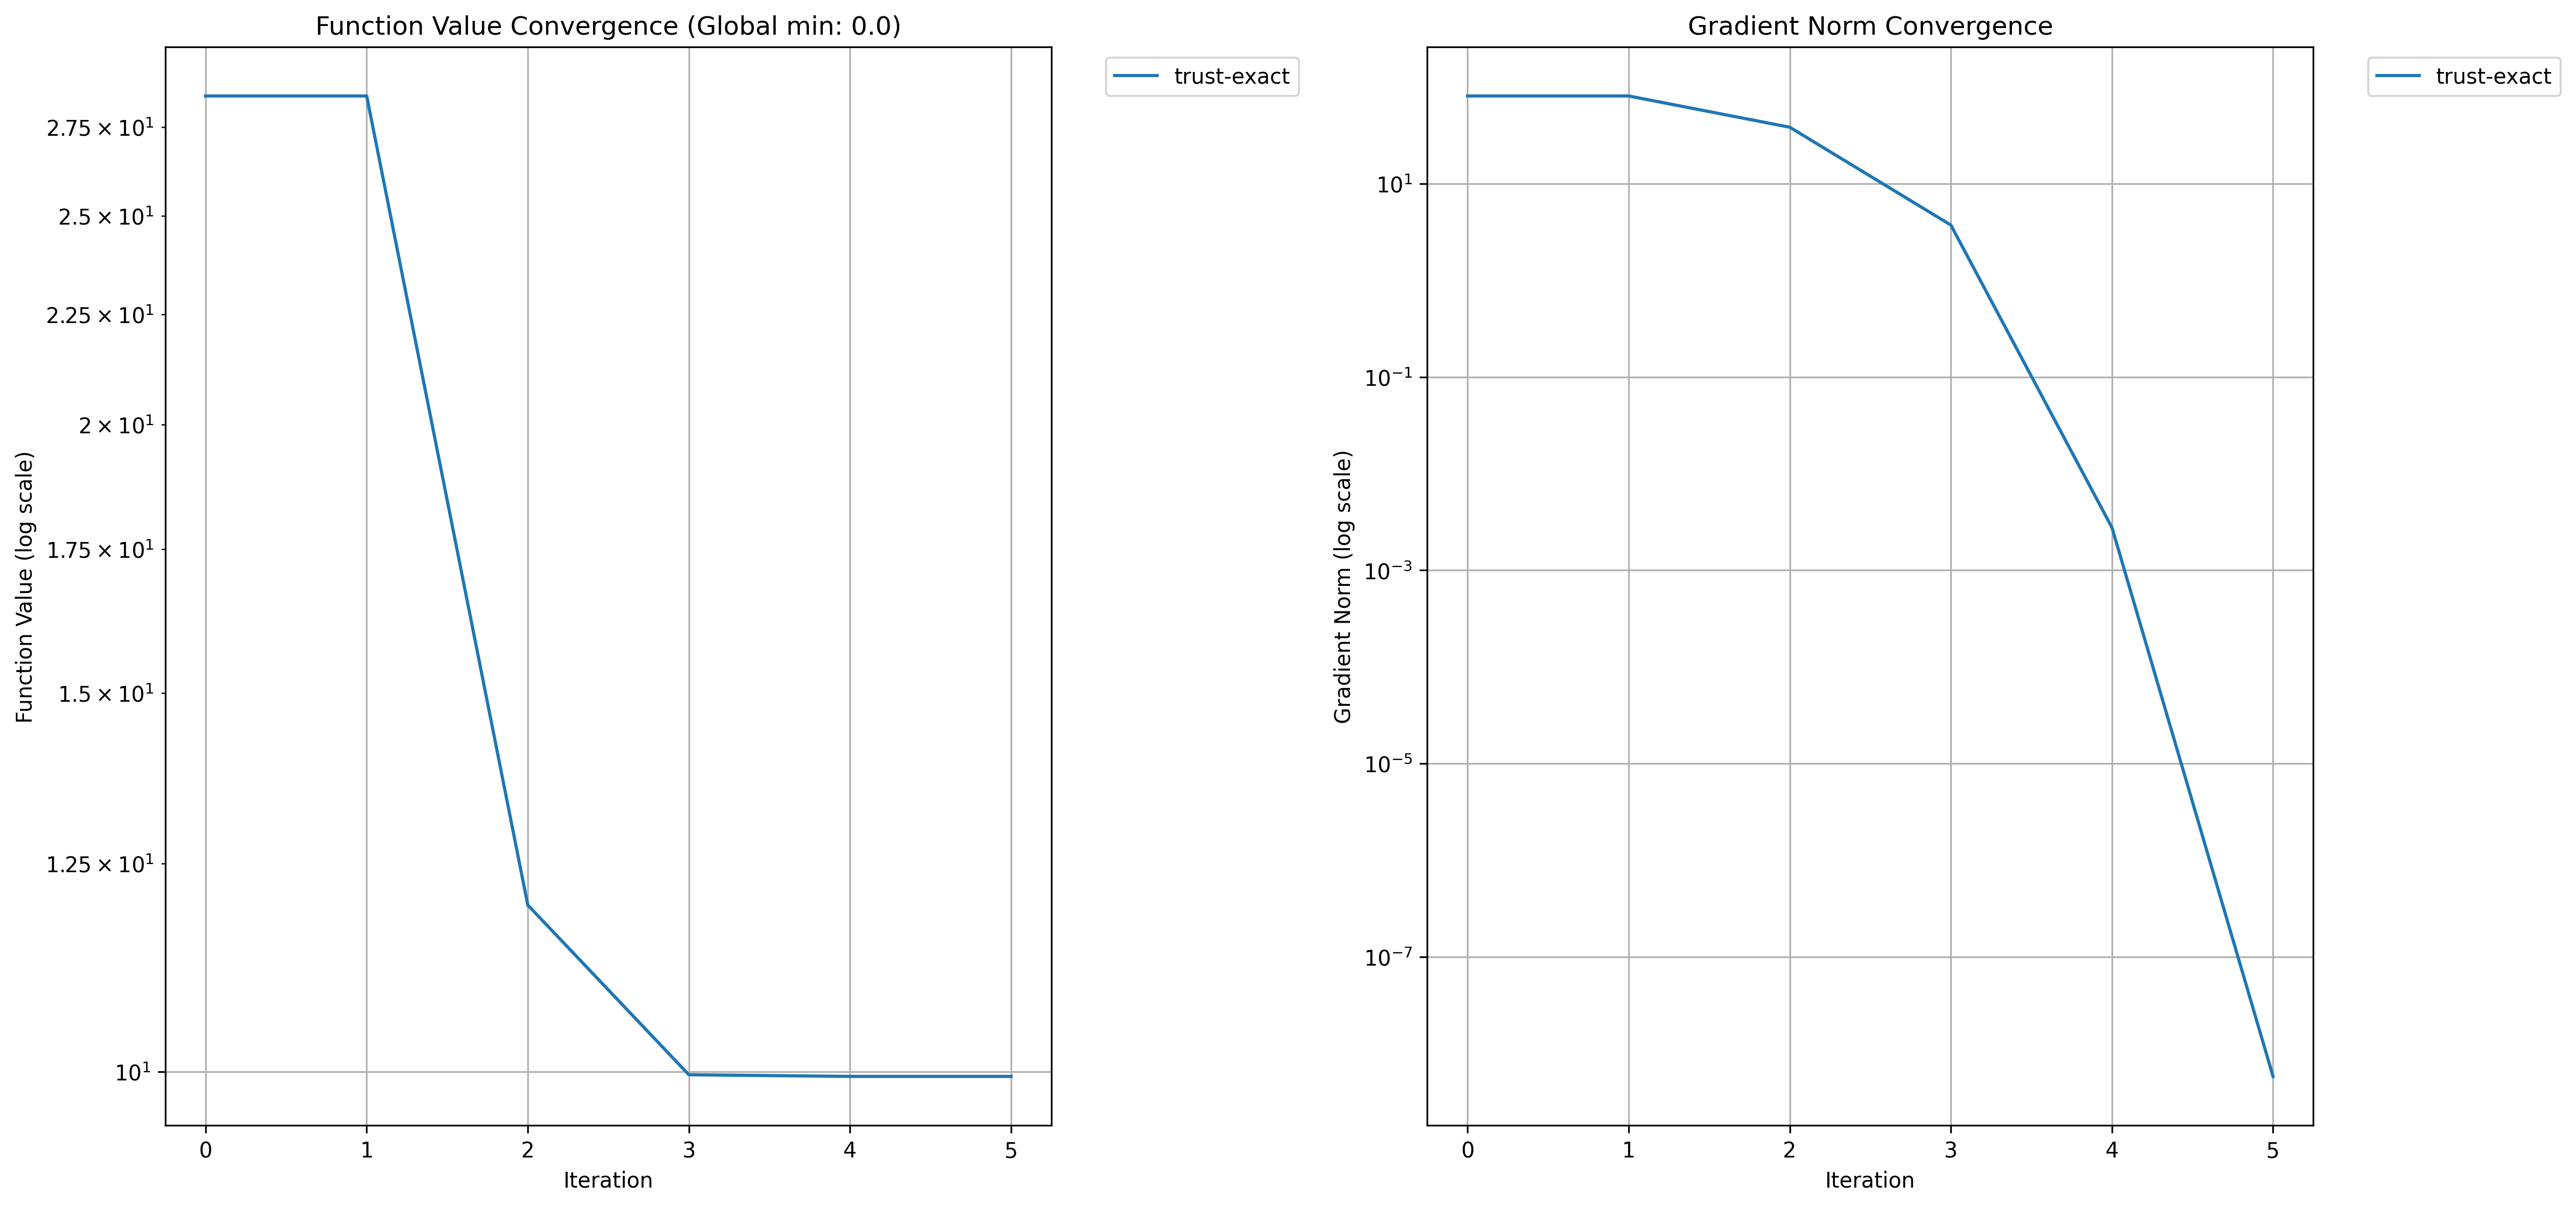 Function Value Convergence (Global min: 0.0)
Function Value (log scale)
2.75 × 10¹
2.5 × 10¹
2.25 × 10¹
2 × 10¹
1.75 × 10¹
1.5 × 10¹
1.25 × 10¹
10¹
0 1 2 3 4 5
Iteration
trust-exact
Gradient Norm Convergence
Gradient Norm (log scale)
10¹
10⁻¹
10⁻³
10⁻⁵
10⁻⁷
0 1 2 3 4 5
Iteration
trust-exact